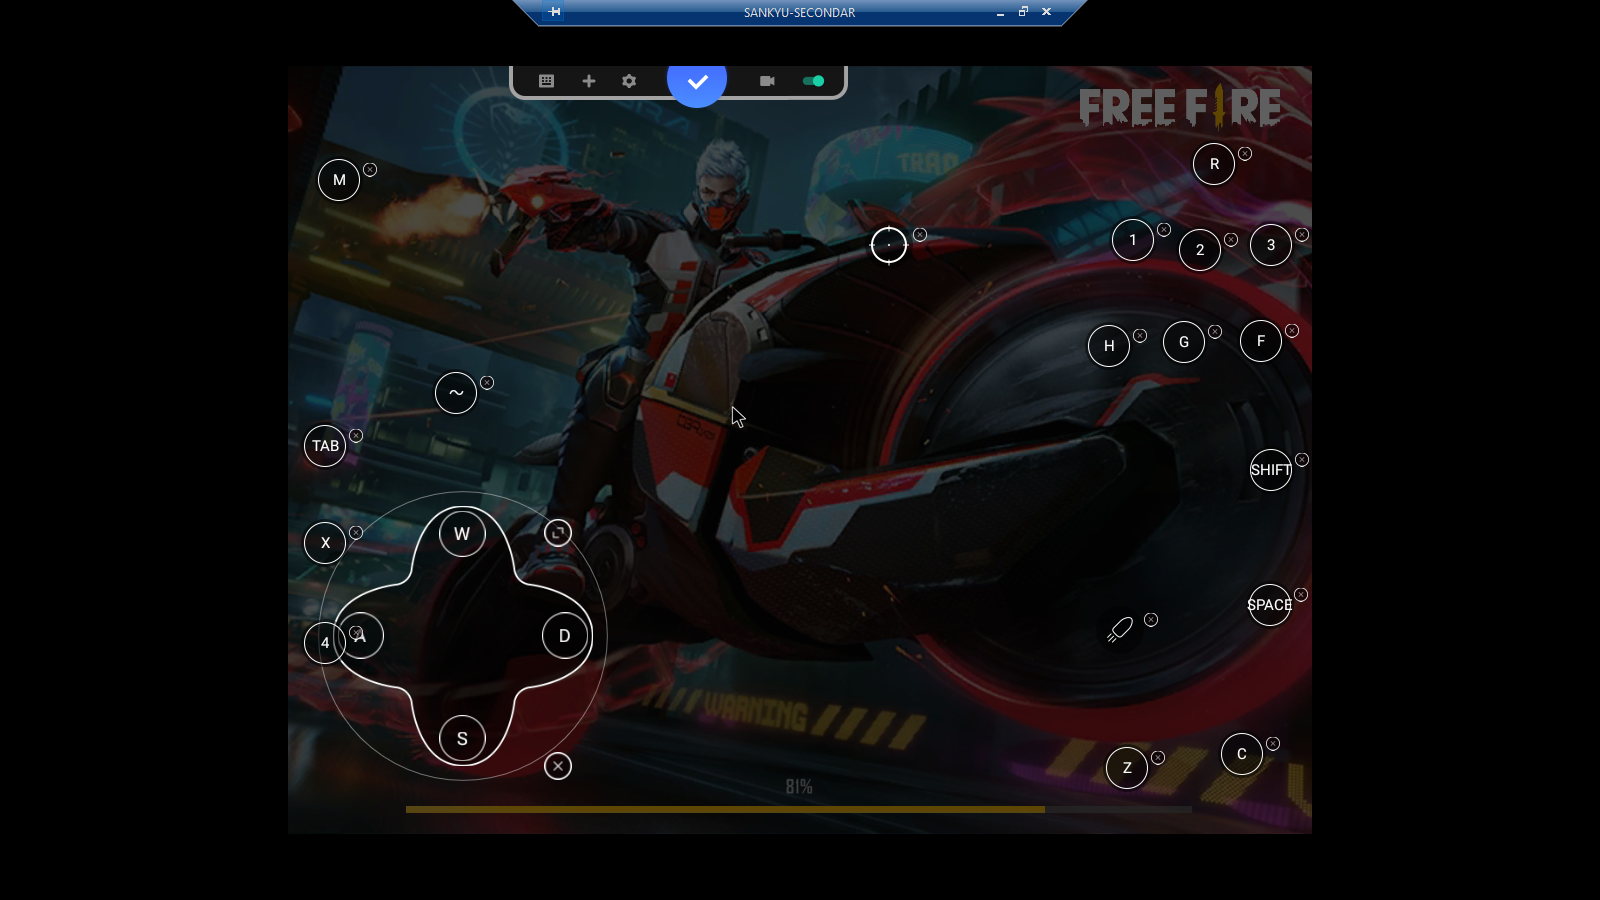 SANKYU-SECONDAR
FREE FIRE
TRAP
M
R
1
2
3
H
G
F
~
TAB
SHIFT
X
W
A
D
4
S
SPACE
WARNING
Z
C
81%